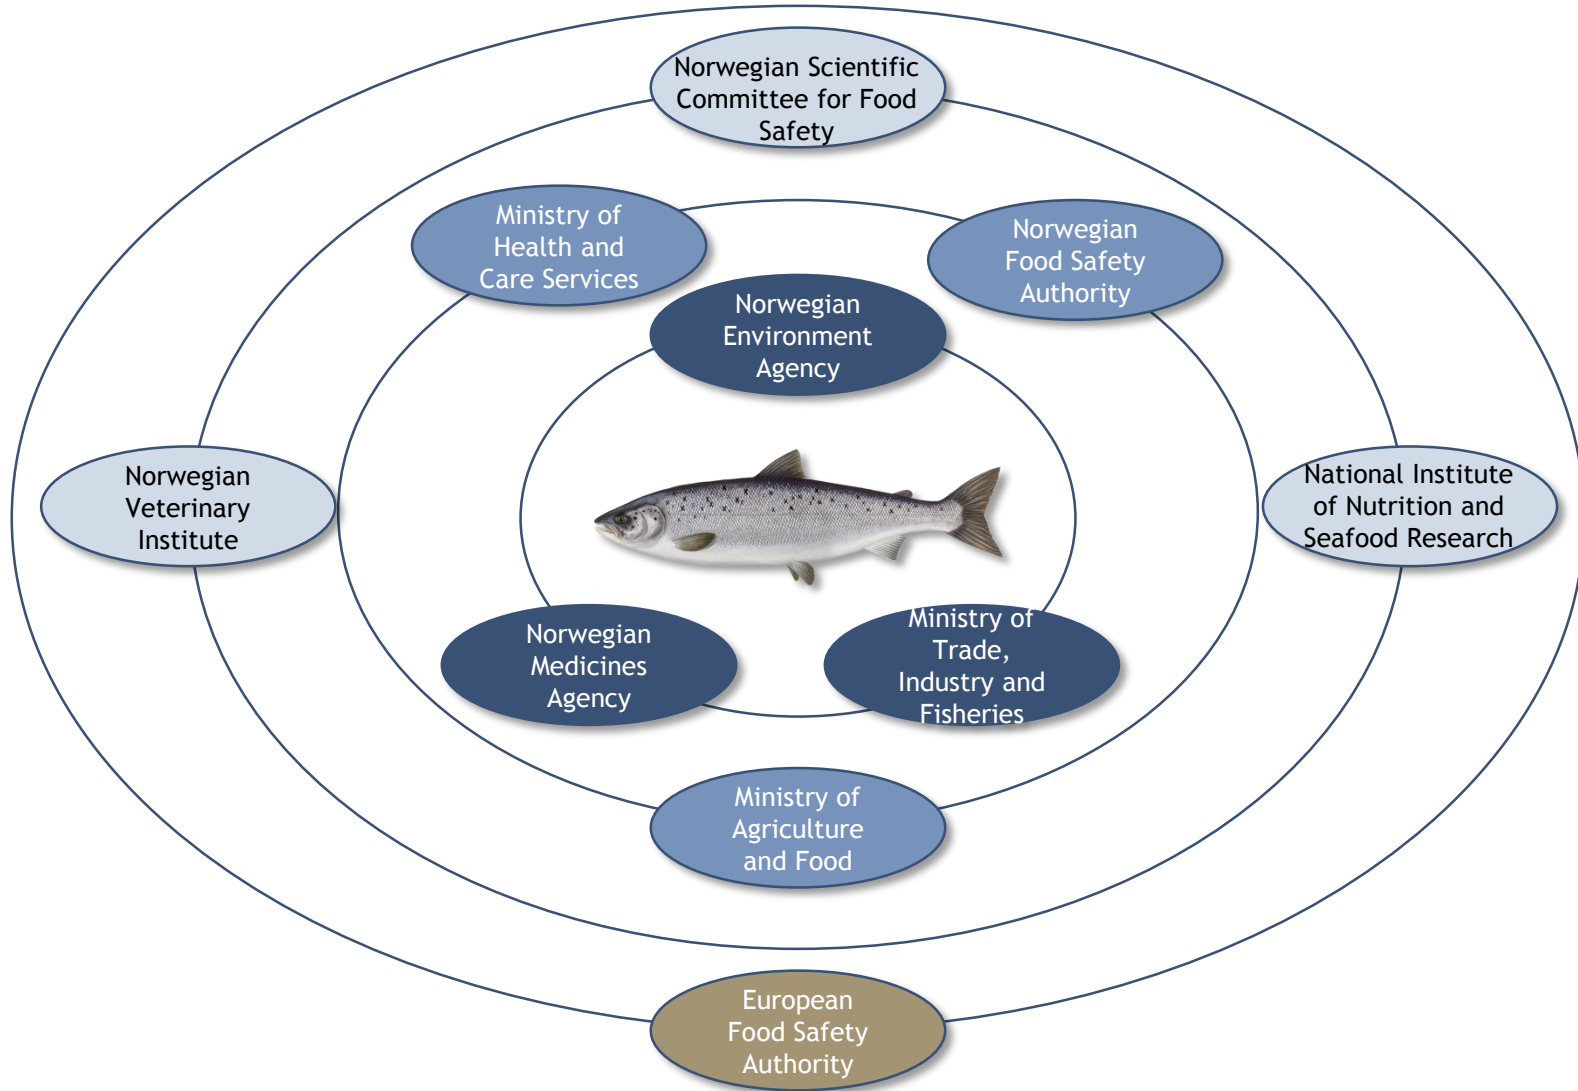 Norwegian Scientific
Committee for Food
Safety
Ministry of
Health and
Care Services
Norwegian
Food Safety
Authority
Norwegian
Environment
Agency
Norwegian
Veterinary
Institute
National Institute
of Nutrition and
Seafood Research
Norwegian
Medicines
Agency
Ministry of
Trade,
Industry and
Fisheries
Ministry of
Agriculture
and Food
European
Food Safety
Authority